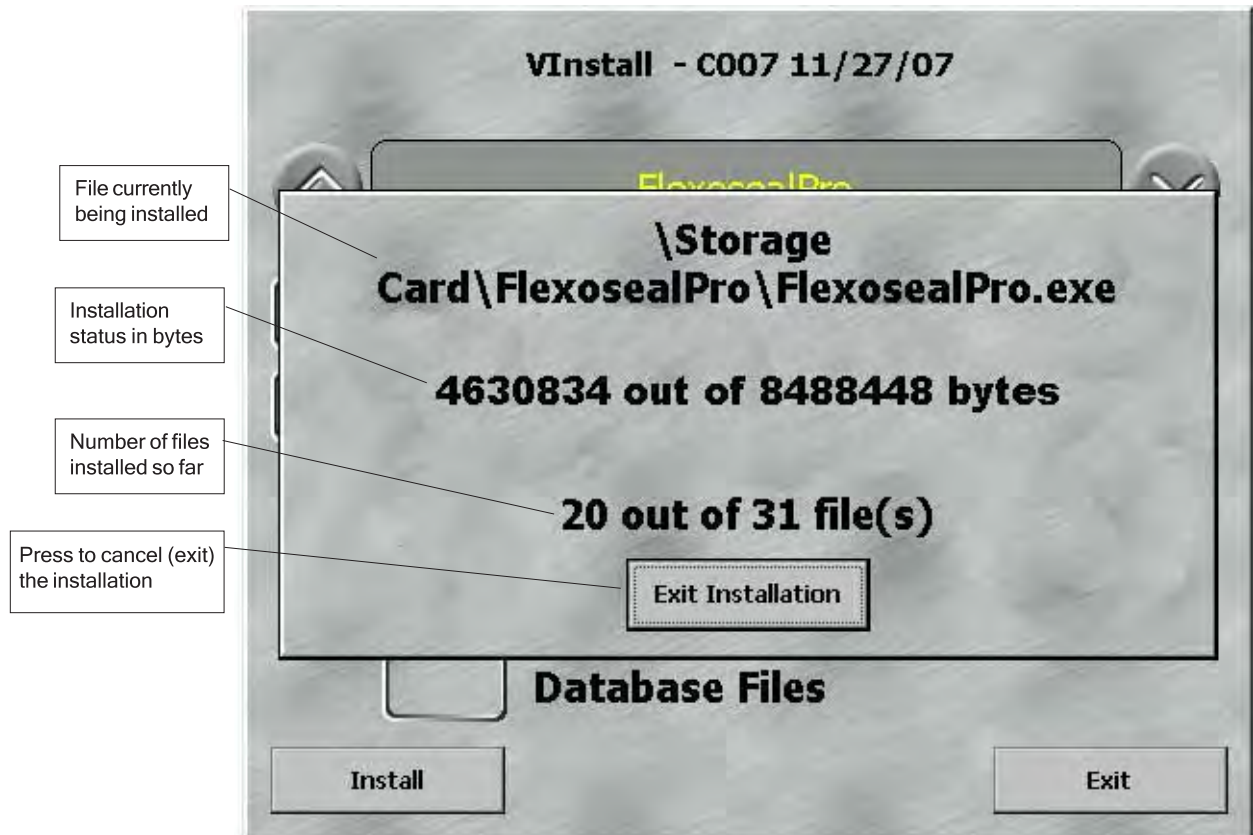 VInstall - C007 11/27/07
FlexosealPro
File currently
being installed
\Storage
Card\FlexosealPro\FlexosealPro.exe
Installation
status in bytes
4630834 out of 8488448 bytes
Number of files
installed so far
20 out of 31 file(s)
Press to cancel (exit)
the installation
Exit Installation
Database Files
Install
Exit